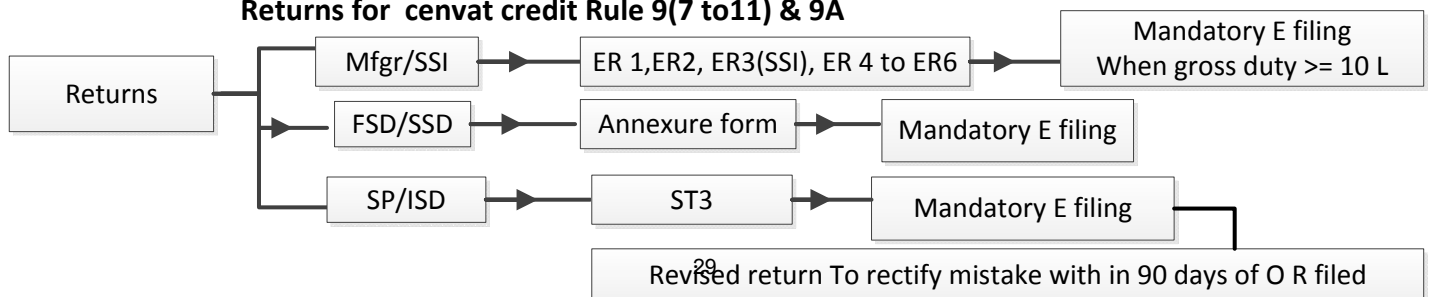 Returns for cenvat credit Rule 9(7 to11) & 9A
Returns
Mfgr/SSI
ER 1,ER2, ER3(SSI), ER 4 to ER6
Mandatory E filing
When gross duty >= 10 L
FSD/SSD
Annexure form
Mandatory E filing
SP/ISD
ST3
Mandatory E filing
Revised return To rectify mistake with in 90 days of O R filed
29